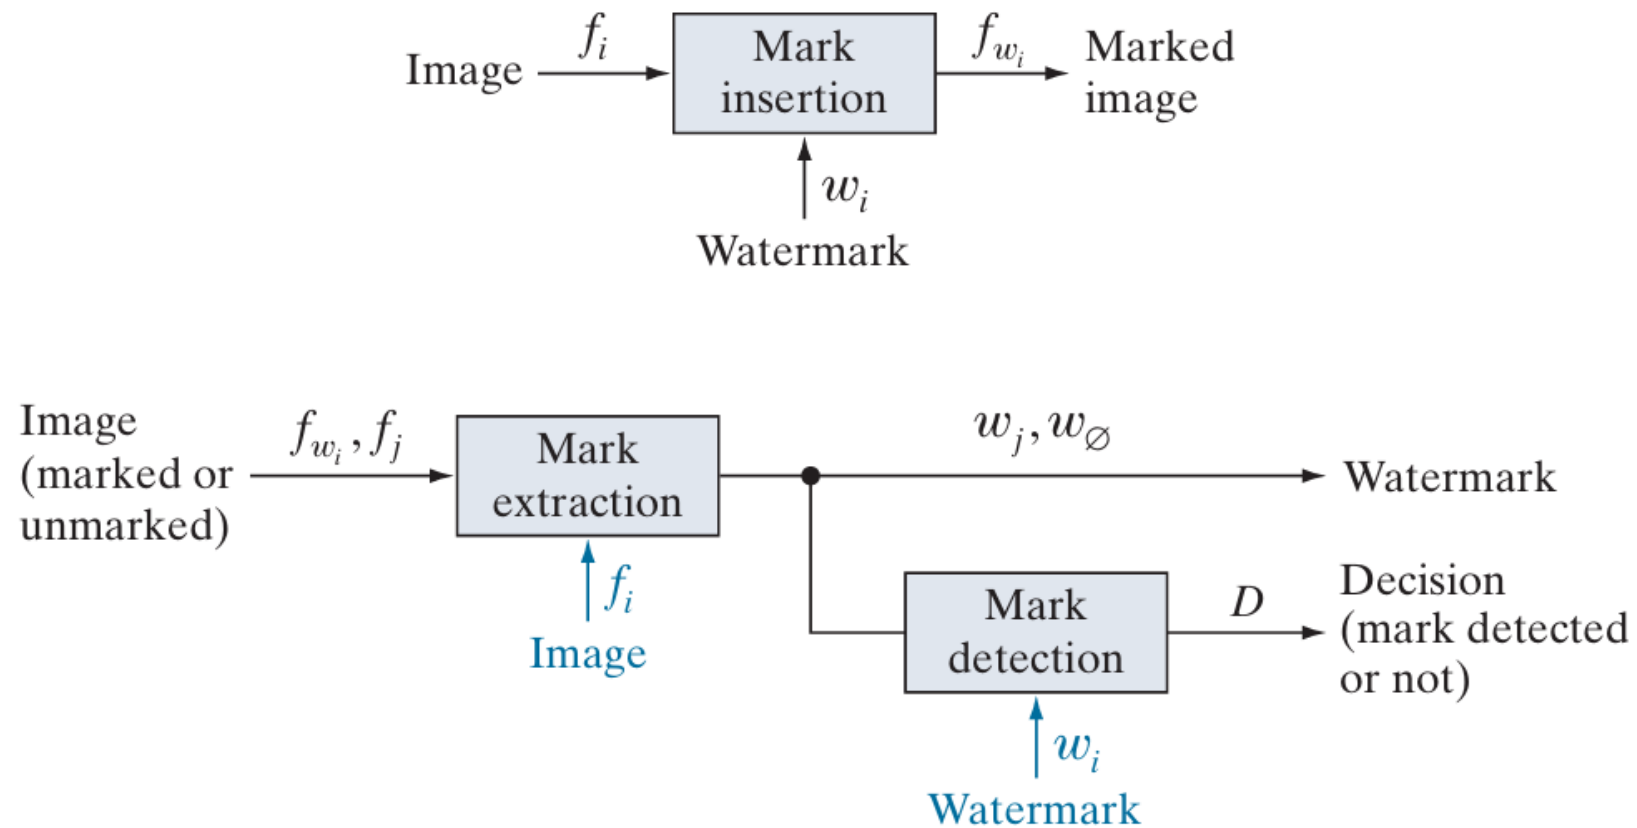 Image
f_i
Mark
insertion
f_{w_i}
Marked
image
w_i
Watermark
Image
(marked or
unmarked)
f_{w_i}, f_j
Mark
extraction
f_i
Image
w_j, w_∅
Watermark
Mark
detection
w_i
Watermark
D
Decision
(mark detected
or not)